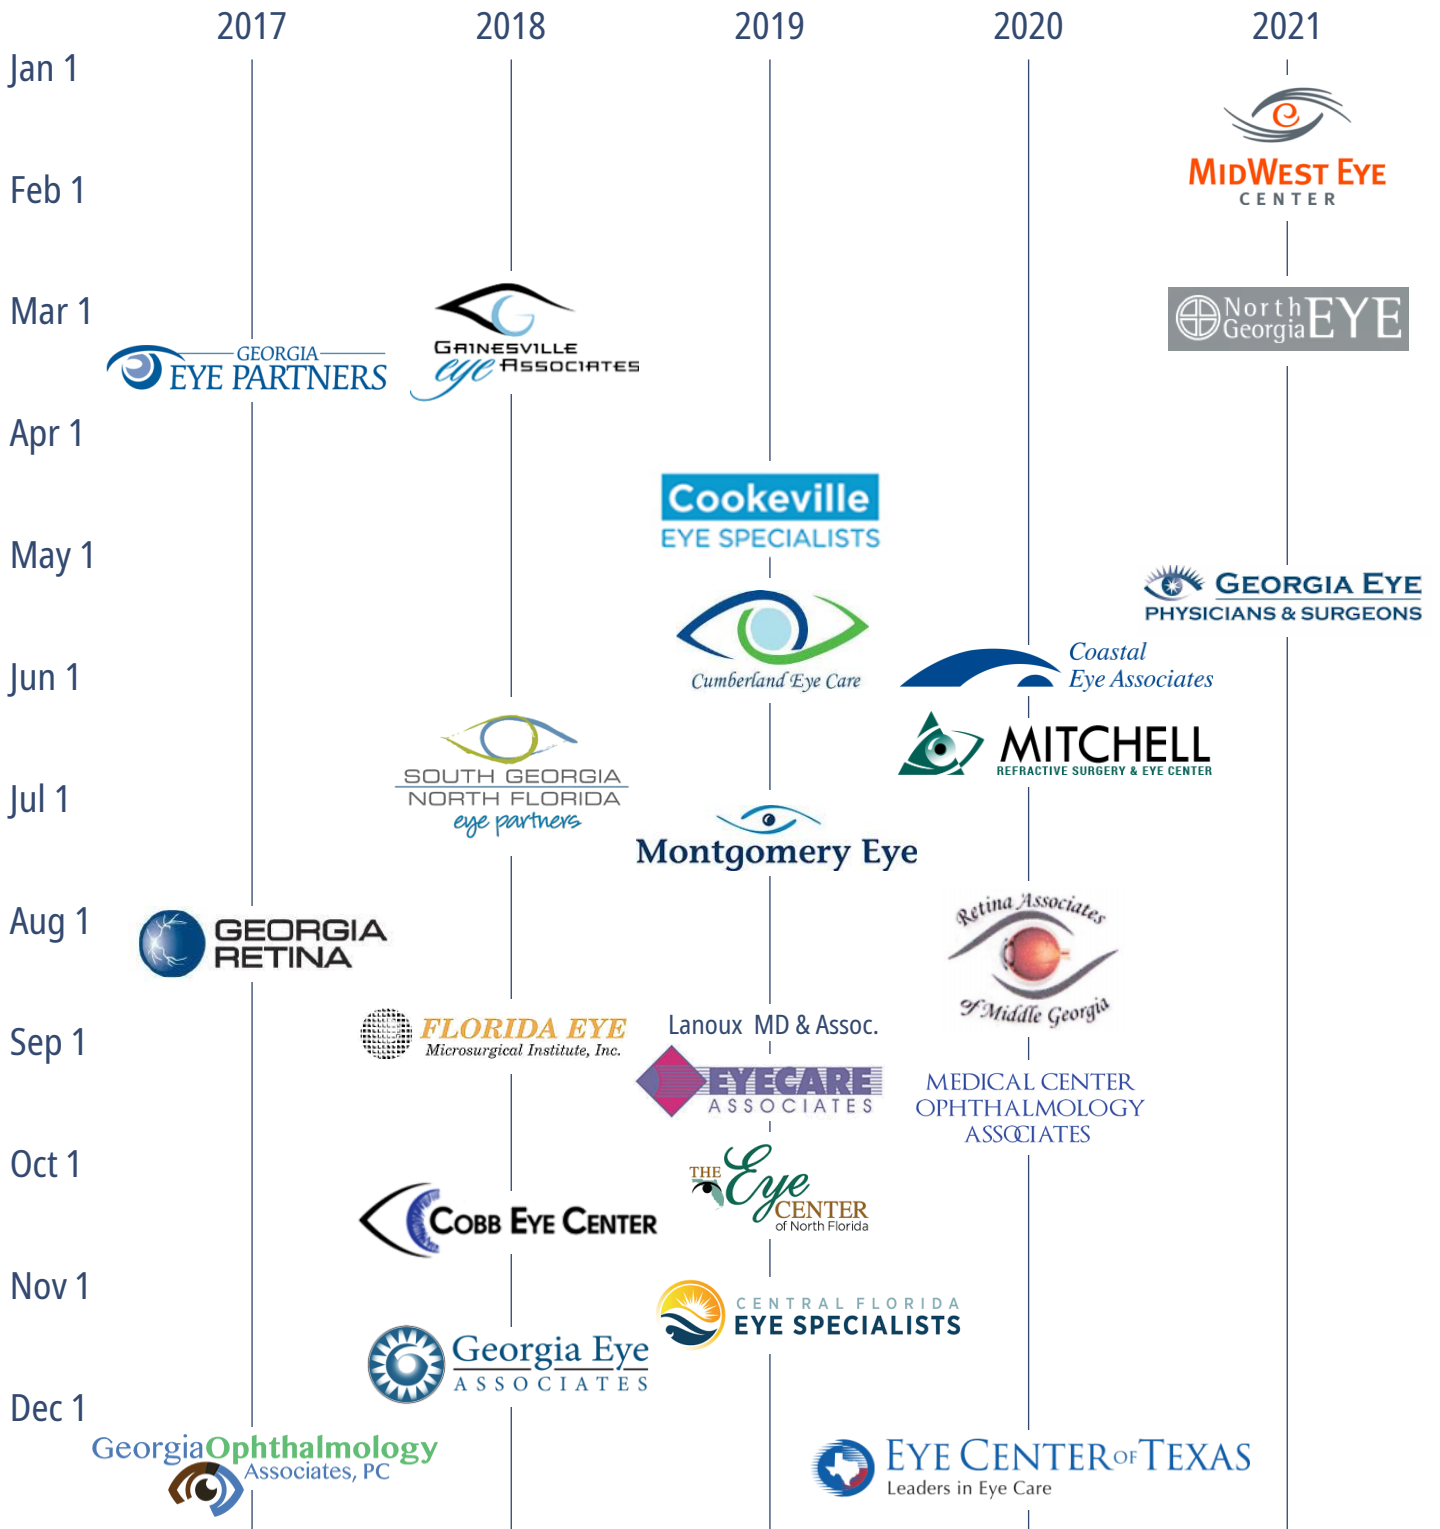 2017 2018 2019 2020 2021
Jan 1
MIDWEST EYE
CENTER
Feb 1
Mar 1
North
Georgia EYE
GEORGIA
EYE PARTNERS
GAINESVILLE
eye ASSOCIATES
Apr 1
Cookeville
EYE SPECIALISTS
May 1
GEORGIA EYE
PHYSICIANS & SURGEONS
Cumberland Eye Care
Coastal
Eye Associates
Jun 1
MITCHELL
REFRACTIVE SURGERY & EYE CENTER
SOUTH GEORGIA
NORTH FLORIDA
eye partners
Jul 1
Montgomery Eye
Aug 1
GEORGIA
RETINA
Retina Associates
of Middle Georgia
FLORIDA EYE
Microsurgical Institute, Inc.
Lanoux MD & Assoc.
Sep 1
EYECARE
ASSOCIATES
MEDICAL CENTER
OPHTHALMOLOGY
ASSOCIATES
Oct 1
THE Eye
CENTER
of North Florida
COBB EYE CENTER
Nov 1
CENTRAL FLORIDA
EYE SPECIALISTS
Georgia Eye
ASSOCIATES
Dec 1
GeorgiaOphthalmology
Associates, PC
EYE CENTER OF TEXAS
Leaders in Eye Care